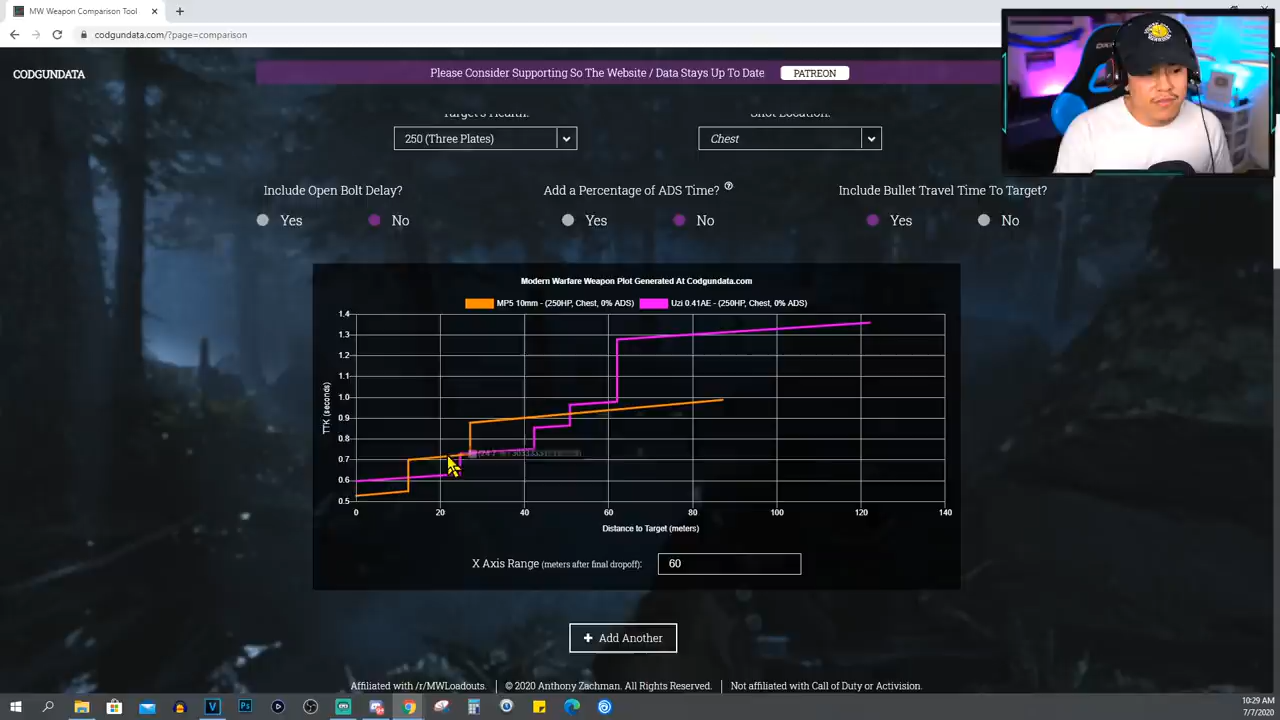 MW Weapon Comparison Tool
codgundata.com/?page=comparison
CODGUNDATA
Please Consider Supporting So The Website / Data Stays Up To Date
PATREON
Target's Health:
Shot Location:
250 (Three Plates)
Chest
Include Open Bolt Delay?
Add a Percentage of ADS Time?
Include Bullet Travel Time To Target?
Yes
No
Yes
No
Yes
No
Modern Warfare Weapon Plot Generated At Codgundata.com
MP5 10mm - (250HP, Chest, 0% ADS)
Uzi 0.41AE - (250HP, Chest, 0% ADS)
1.4
1.3
1.2
1.1
1.0
0.9
0.8
0.7
0.6
0.5
TTK (seconds)
0 20 40 60 80 100 120 140
Distance to Target (meters)
X Axis Range (meters after final dropoff):
60
+ Add Another
Affiliated with /r/MWLoadouts.
© 2020 Anthony Zachman. All Rights Reserved.
Not affiliated with Call of Duty or Activision.
10:29 AM
7/7/2020